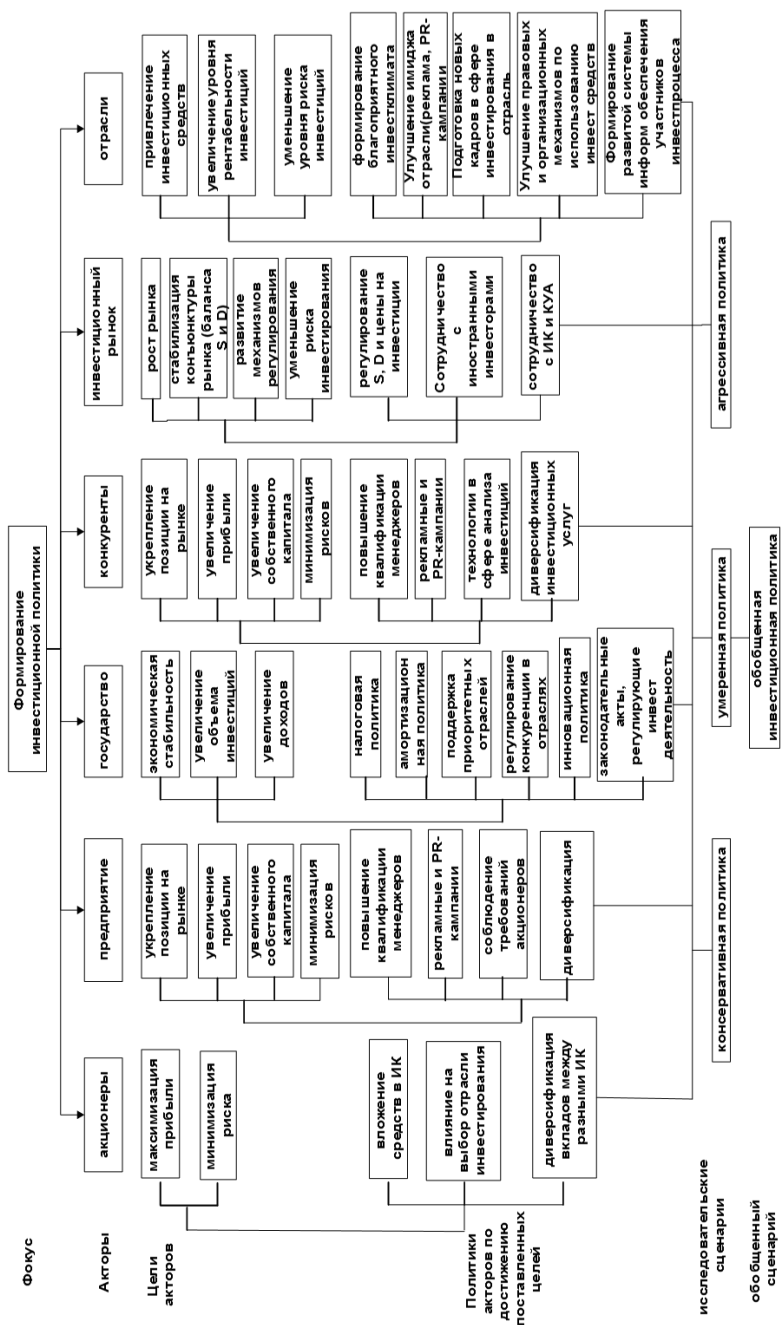 Фокус
Формирование
инвестиционной политики
Акторы
акционеры
предприятие
государство
конкуренты
инвестиционный
рынок
отрасли
Цели
акторов
максимизация
прибыли
минимизация
риска
укрепление
позиции на
рынке
увеличение
прибыли
увеличение
собственного
капитала
минимизация
рисков
экономическая
стабильность
увеличение
объема
инвестиций
увеличение
доходов
укрепление
позиции на
рынке
увеличение
прибыли
увеличение
собственного
капитала
минимизация
рисков
рост рынка
стабилизация
конъюнктуры
рынка (баланса
S и D)
развитие
механизмов
регулирования
уменьшение
риска
инвестирования
привлечение
инвестиционных
средств
увеличение уровня
рентабельности
инвестиций
уменьшение
уровня риска
инвестиций
Политики
акторов по
достижению
поставленных
целей
вложение
средств в ИК
влияние на
выбор отрасли
инвестирования
диверсификация
вкладов между
разными ИК
повышение
квалификации
менеджеров
рекламные и PR-
кампании
соблюдение
требований
акционеров
диверсификация
налоговая
политика
амортизацион
ная политика
поддержка
приоритетных
отраслей
регулирование
конкуренции в
отраслях
инновационная
политика
законодательные
акты,
регулирующие
инвест
деятельность
повышение
квалификации
менеджеров
рекламные и
PR-кампании
технологии в
сфере анализа
инвестиций
диверсификация
инвестиционных
услуг
регулирование
S, D и цены на
инвестиции
Сотрудничество
с
иностранными
инвесторами
сотрудничество
с ИК и КУА
формирование
благоприятного
инвестклимата
Улучшение имиджа
отрасли(реклама, PR-
кампании
Подготовка новых
кадров в сфере
инвестирования в
отрасль
Улучшение правовых
и организационных
механизмов по
использованию
инвест средств
Формирование
развитой системы
информ обеспечения
участников
инвестпроцесса
исследовательские
сценарии
консервативная политика
умеренная политика
агрессивная политика
обобщенный
сценарий
обобщенная
инвестиционная политика